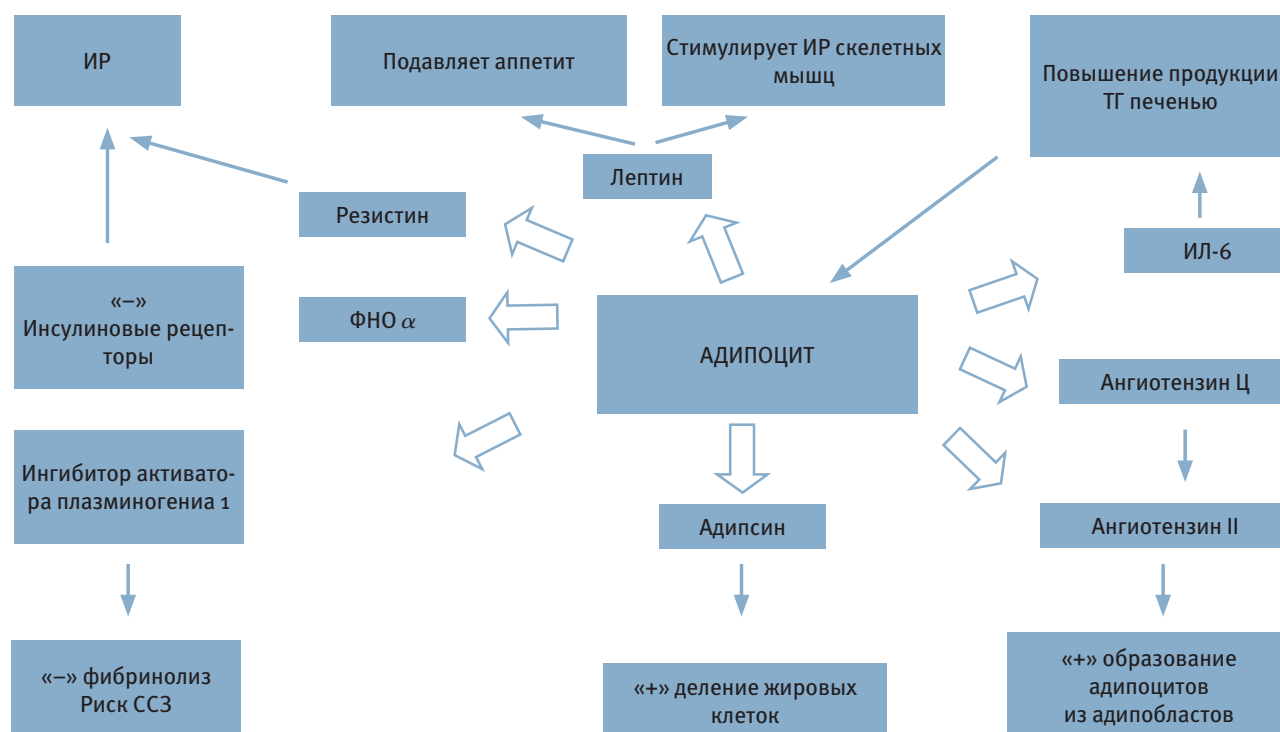 ИР
Подавляет аппетит
Стимулирует ИР скелетных
мышц
Повышение продукции
ТГ печенью
Лептин
Резистин
ИЛ-6
«–»
Инсулиновые рецеп-
торы
ФНО α
АДИПОЦИТ
Ангиотензин Ц
Ингибитор активато-
ра плазминогениа 1
Адипсин
Ангиотензин II
«–» фибринолиз
Риск ССЗ
«+» деление жировых
клеток
«+» образование
адипоцитов
из адипобластов